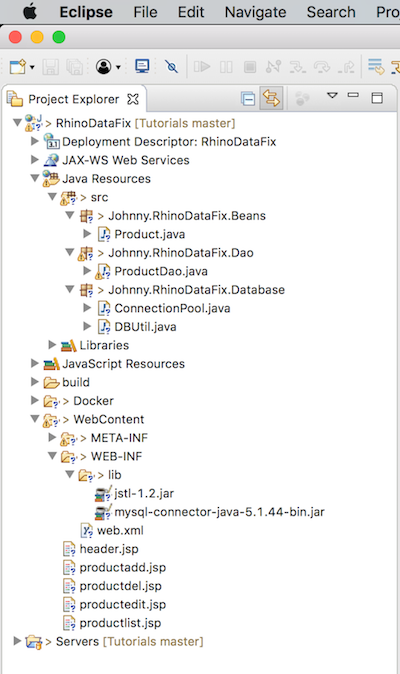 Eclipse File Edit Navigate Search Pro
Project Explorer
> RhinoDataFix [Tutorials master]
Deployment Descriptor: RhinoDataFix
JAX-WS Web Services
Java Resources
> src
> Johnny.RhinoDataFix.Beans
Product.java
> Johnny.RhinoDataFix.Dao
ProductDao.java
> Johnny.RhinoDataFix.Database
ConnectionPool.java
DBUtil.java
Libraries
JavaScript Resources
build
> Docker
> WebContent
> META-INF
> WEB-INF
> lib
jstl-1.2.jar
mysql-connector-java-5.1.44-bin.jar
web.xml
header.jsp
productadd.jsp
productdel.jsp
productedit.jsp
productlist.jsp
> Servers [Tutorials master]